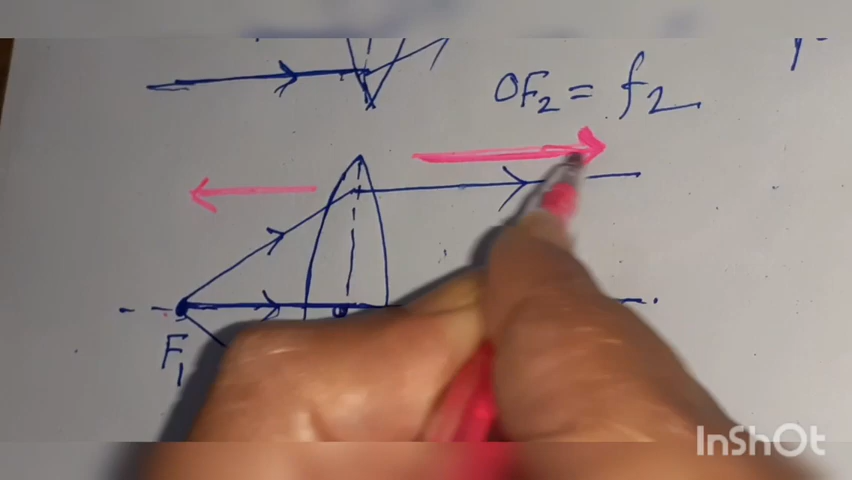 OF₂ = f₂
F₁
InShOt